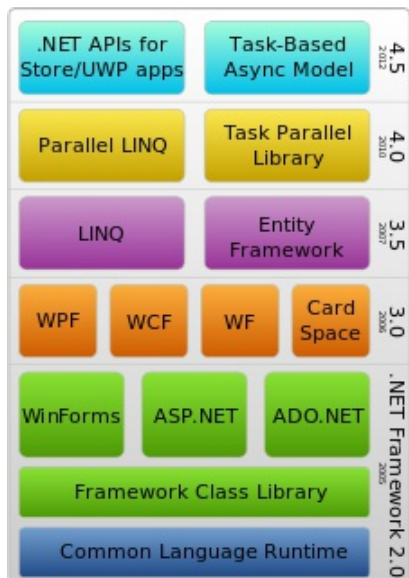 .NET APIs for
Store/UWP apps
Task-Based
Async Model
4.5
2012
Parallel LINQ
Task Parallel
Library
4.0
2010
LINQ
Entity
Framework
3.5
2007
WPF
WCF
WF
Card
Space
3.0
2006
WinForms
ASP.NET
ADO.NET
Framework Class Library
Common Language Runtime
.NET Framework 2.0
2005